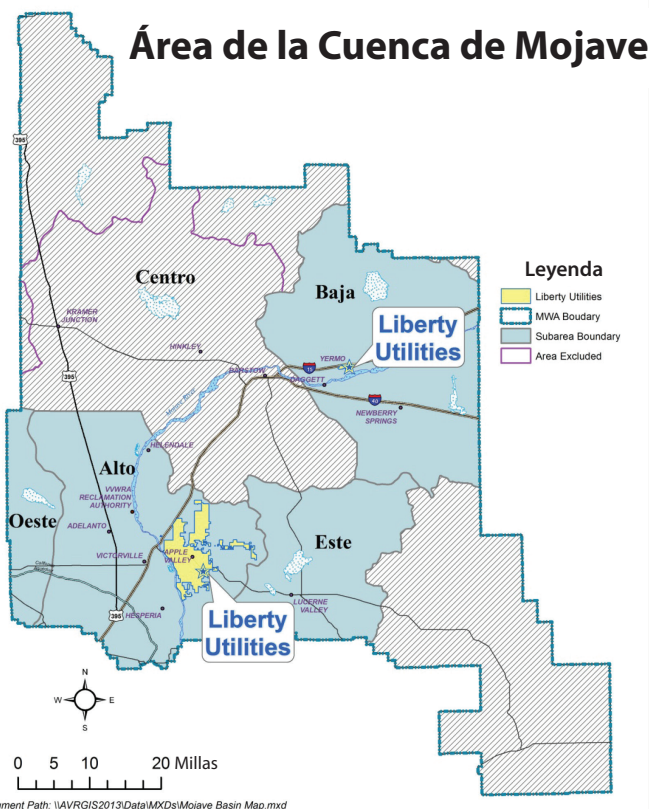 Área de la Cuenca de Mojave
395
Centro
Baja
Leyenda
Liberty Utilities
MWA Boudary
Subarea Boundary
Area Excluded
KRAMER
JUNCTION
Liberty
Utilities
HINKLEY
YERMO
15
BARSTOW
DAGGETT
395
40
Mojave River
NEWBERRY
SPRINGS
HELENDALE
Alto
VVWRA
RECLAMATION
AUTHORITY
Oeste
ADELANTO
Este
APPLE
VALLEY
VICTORVILLE
LUCERNE
VALLEY
HESPERIA
395
Liberty
Utilities
N
W
E
S
0 5 10 20 Millas
ment Path: \\AVRGIS2013\Data\MXDs\Mojave Basin Map.mxd